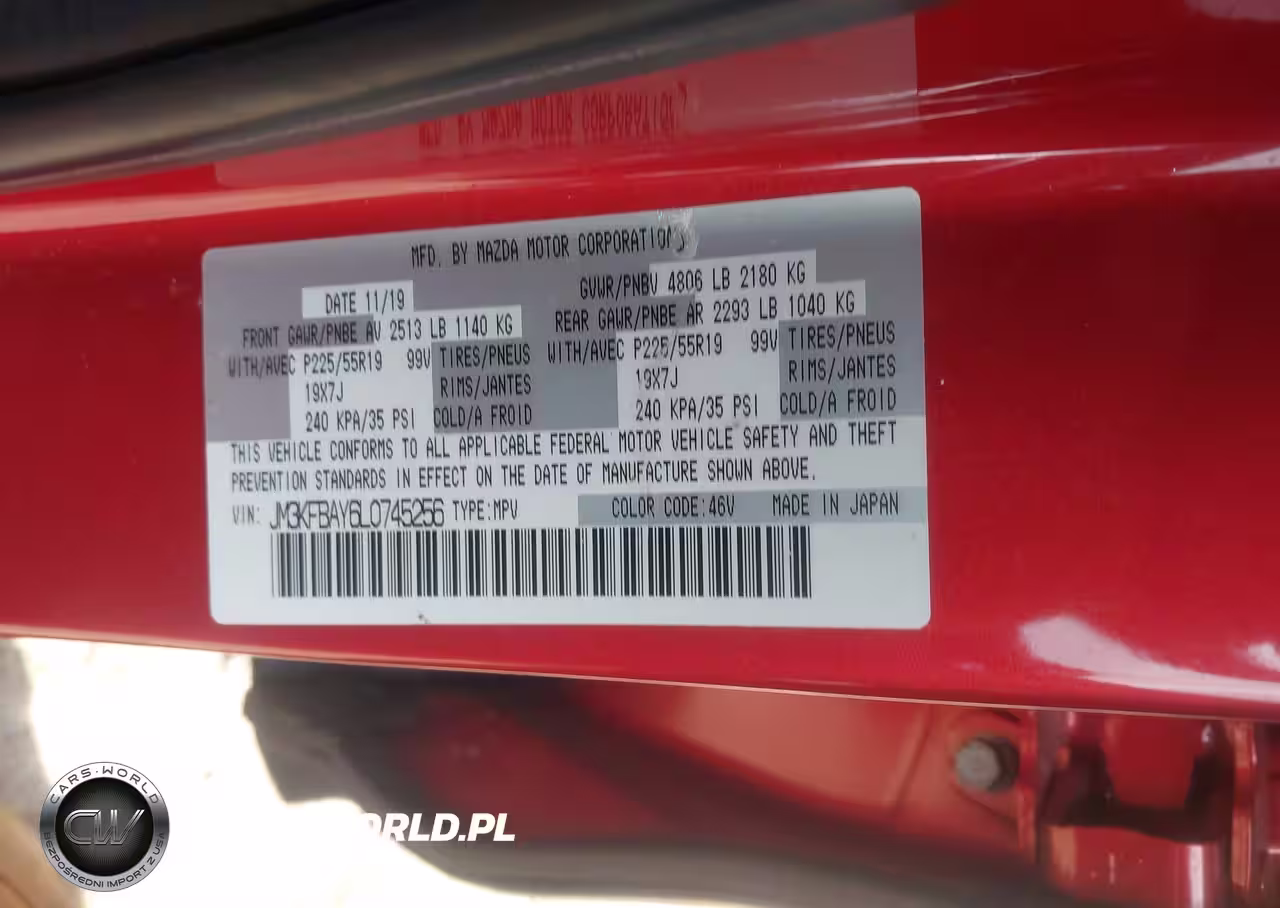 MFD. BY MAZDA MOTOR CORPORATION
DATE 11/19
GVWR/PNBV 4806 LB 2180 KG
FRONT GAWR/PNBE AV 2513 LB 1140 KG
REAR GAWR/PNBE AR 2293 LB 1040 KG
WITH/AVEC P225/55R19 99V TIRES/PNEUS
WITH/AVEC P225/55R19 99V TIRES/PNEUS
19X7J RIMS/JANTES
19X7J RIMS/JANTES
240 KPA/35 PSI COLD/A FROID
240 KPA/35 PSI COLD/A FROID
THIS VEHICLE CONFORMS TO ALL APPLICABLE FEDERAL MOTOR VEHICLE SAFETY AND THEFT
PREVENTION STANDARDS IN EFFECT ON THE DATE OF MANUFACTURE SHOWN ABOVE.
VIN: JM3KFBAY6L0745256 TYPE:MPV COLOR CODE:46V MADE IN JAPAN
CARS-WORLD
CW
BEZPOŚREDNI IMPORT Z USA
ORLD.PL